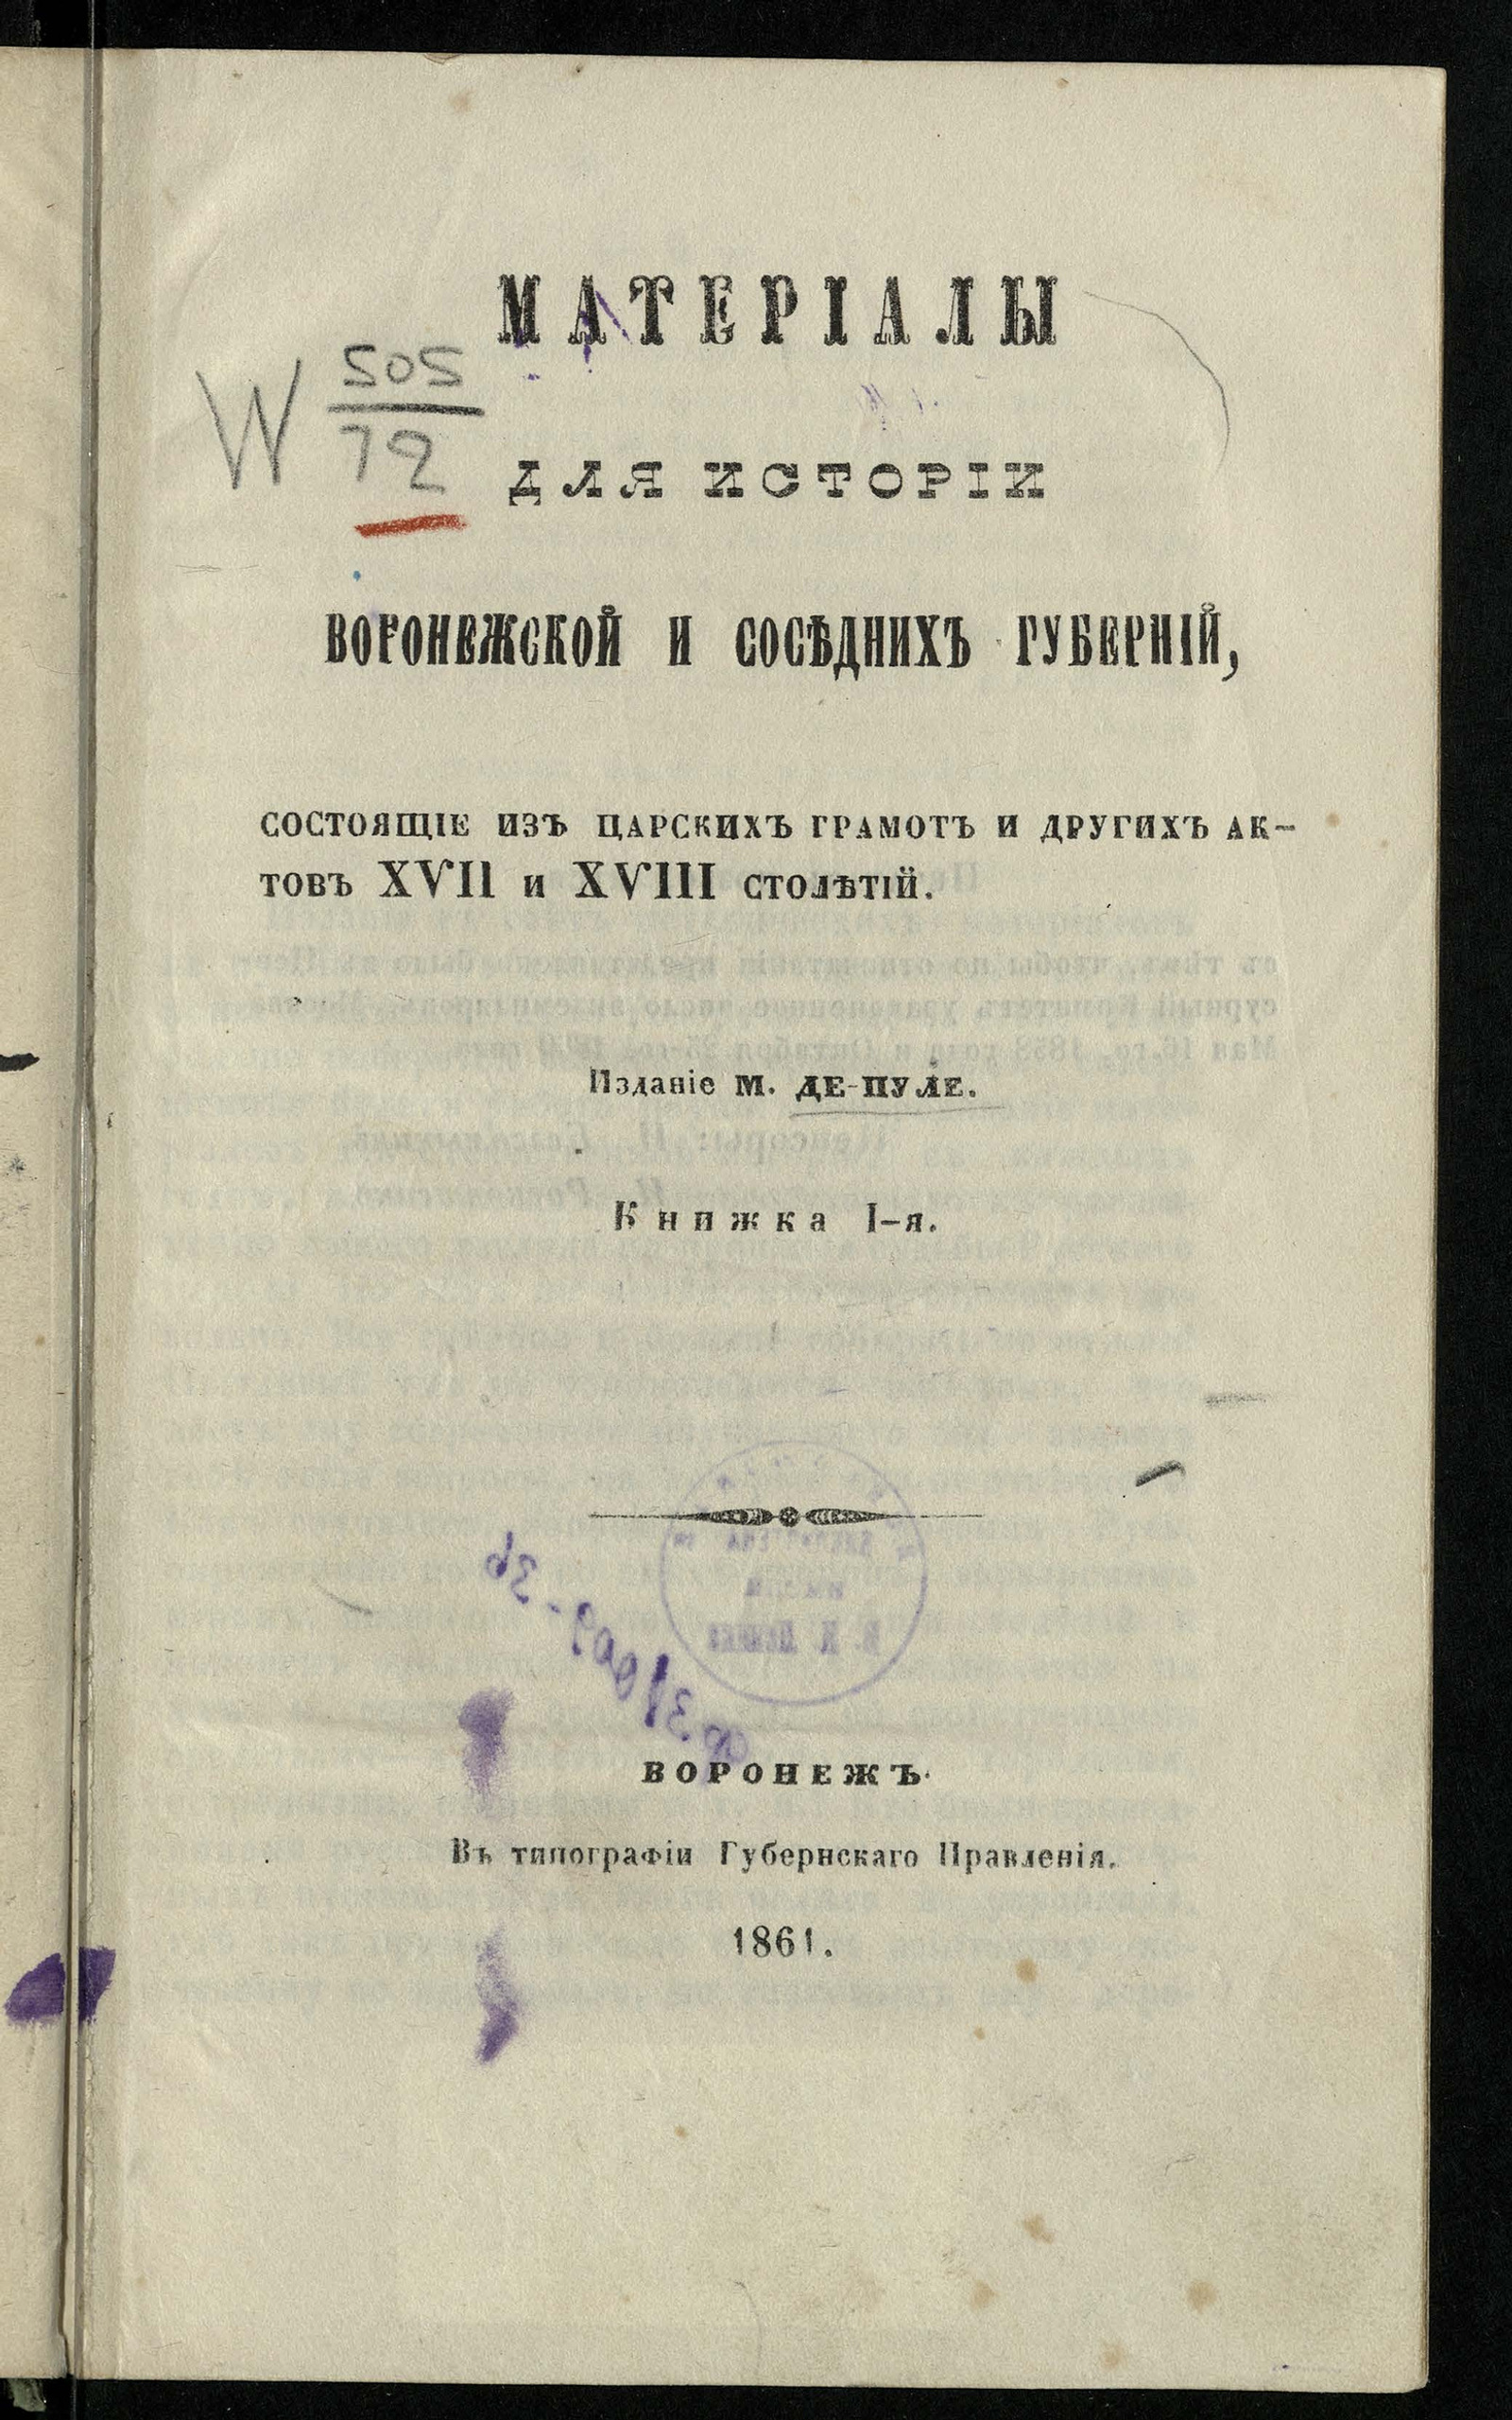 МАТЕРІАЛЫ
W 505
72
ДЛЯ ИСТОРІИ
ВОРОНЕЖСКОЙ И СОСѢДНИХЪ ГУБЕРНІЙ,
СОСТОЯЩІЕ ИЗЪ ЦАРСКИХЪ ГРАМОТЪ И ДРУГИХЪ АК-
ТОВЪ XVII И XVIII СТОЛѢТІЙ.
Изданіе М. ДЕ-ПУЛЕ.
Книжка I-я.
ВОРОНЕЖЪ.
Въ типографіи Губернскаго Правленія.
1861.